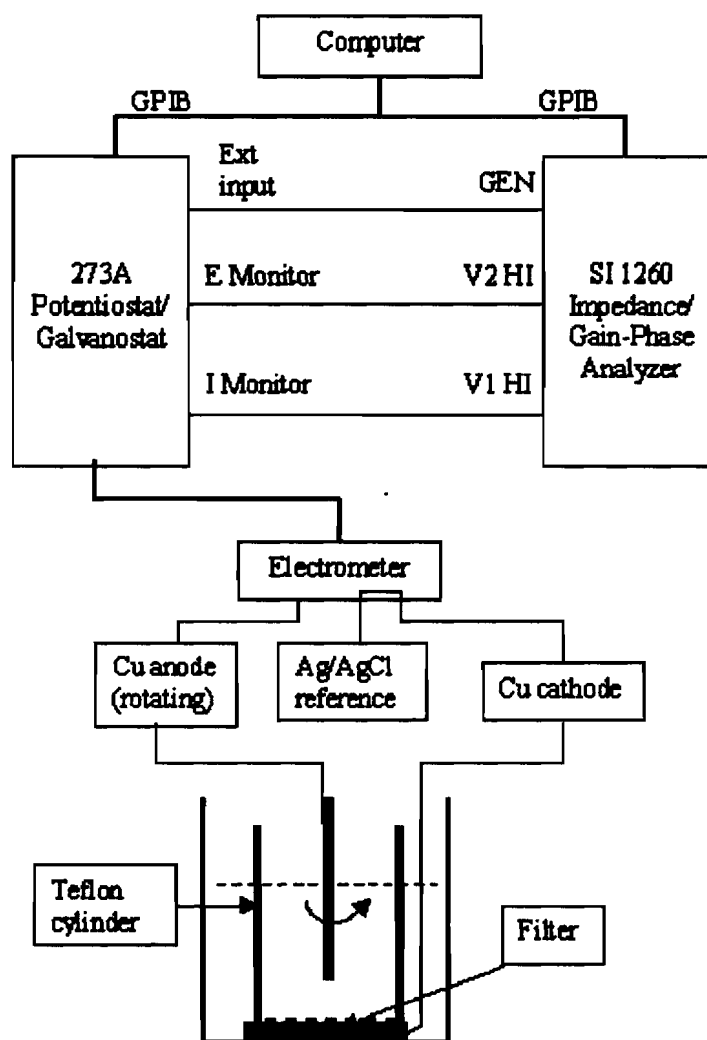 Computer
GPIB
GPIB
Ext
input
GEN
273A
Potentiostat/
Galvanostat
E Monitor
V2 HI
SI 1260
Impedance/
Gain-Phase
Analyzer
I Monitor
V1 HI
Electrometer
Cu anode
(rotating)
Ag/AgCl
reference
Cu cathode
Teflon
cylinder
Filter